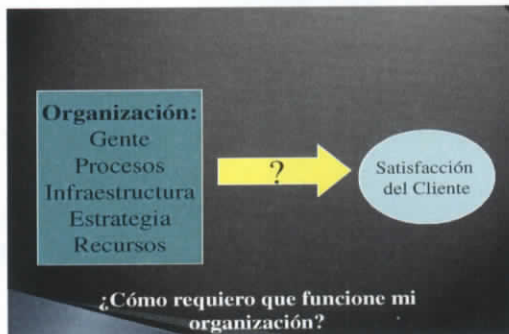 Organización:
Gente
Procesos
Infraestructura
Estrategia
Recursos
?
Satisfacción
del Cliente
¿Cómo requiero que funcione mi
organización?